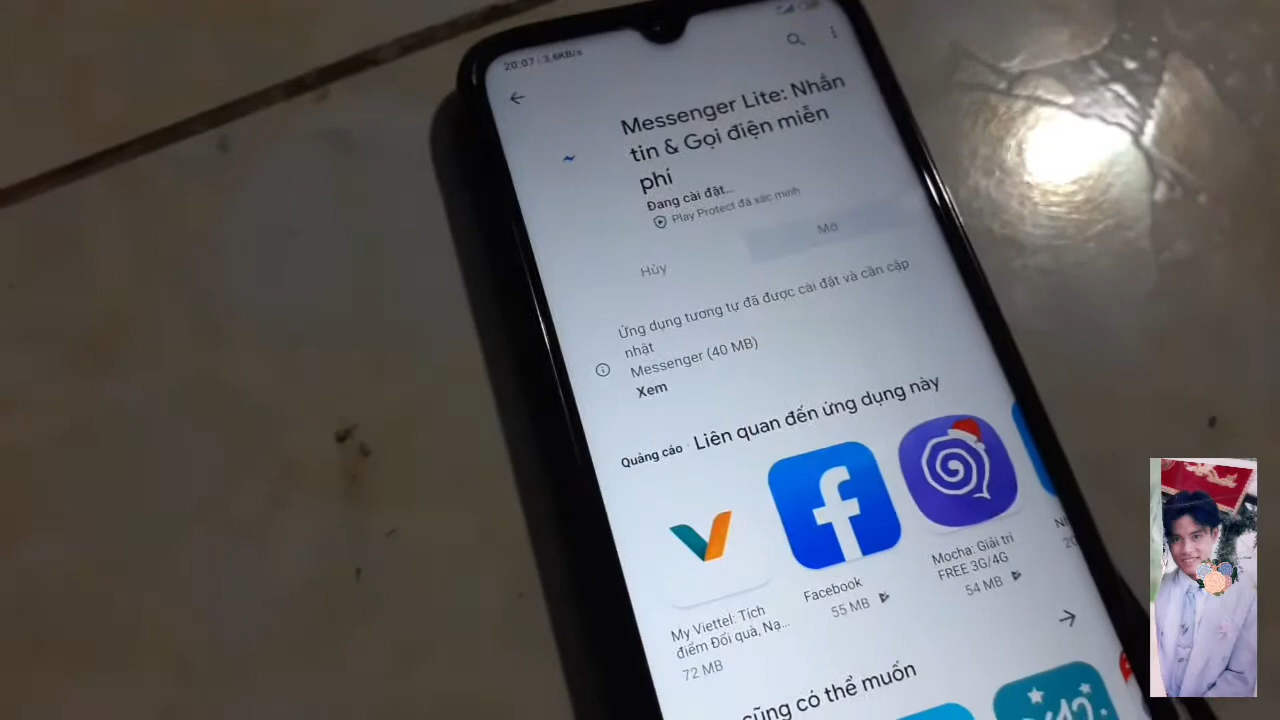 20:07 | 3,6KB/s
Messenger Lite: Nhắn
tin & Gọi điện miễn
phí
Đang cài đặt...
Play Protect đã xác minh
Hủy
Mở
Ứng dụng tương tự đã được cài đặt và cần cập
nhật
Messenger (40 MB)
Xem
Quảng cáo · Liên quan đến ứng dụng này
My Viettel: Tích
điểm Đổi quà, Nạ...
72 MB
Facebook
55 MB
Mocha: Giải trí
FREE 3G/4G
54 MB
cũng có thể muốn